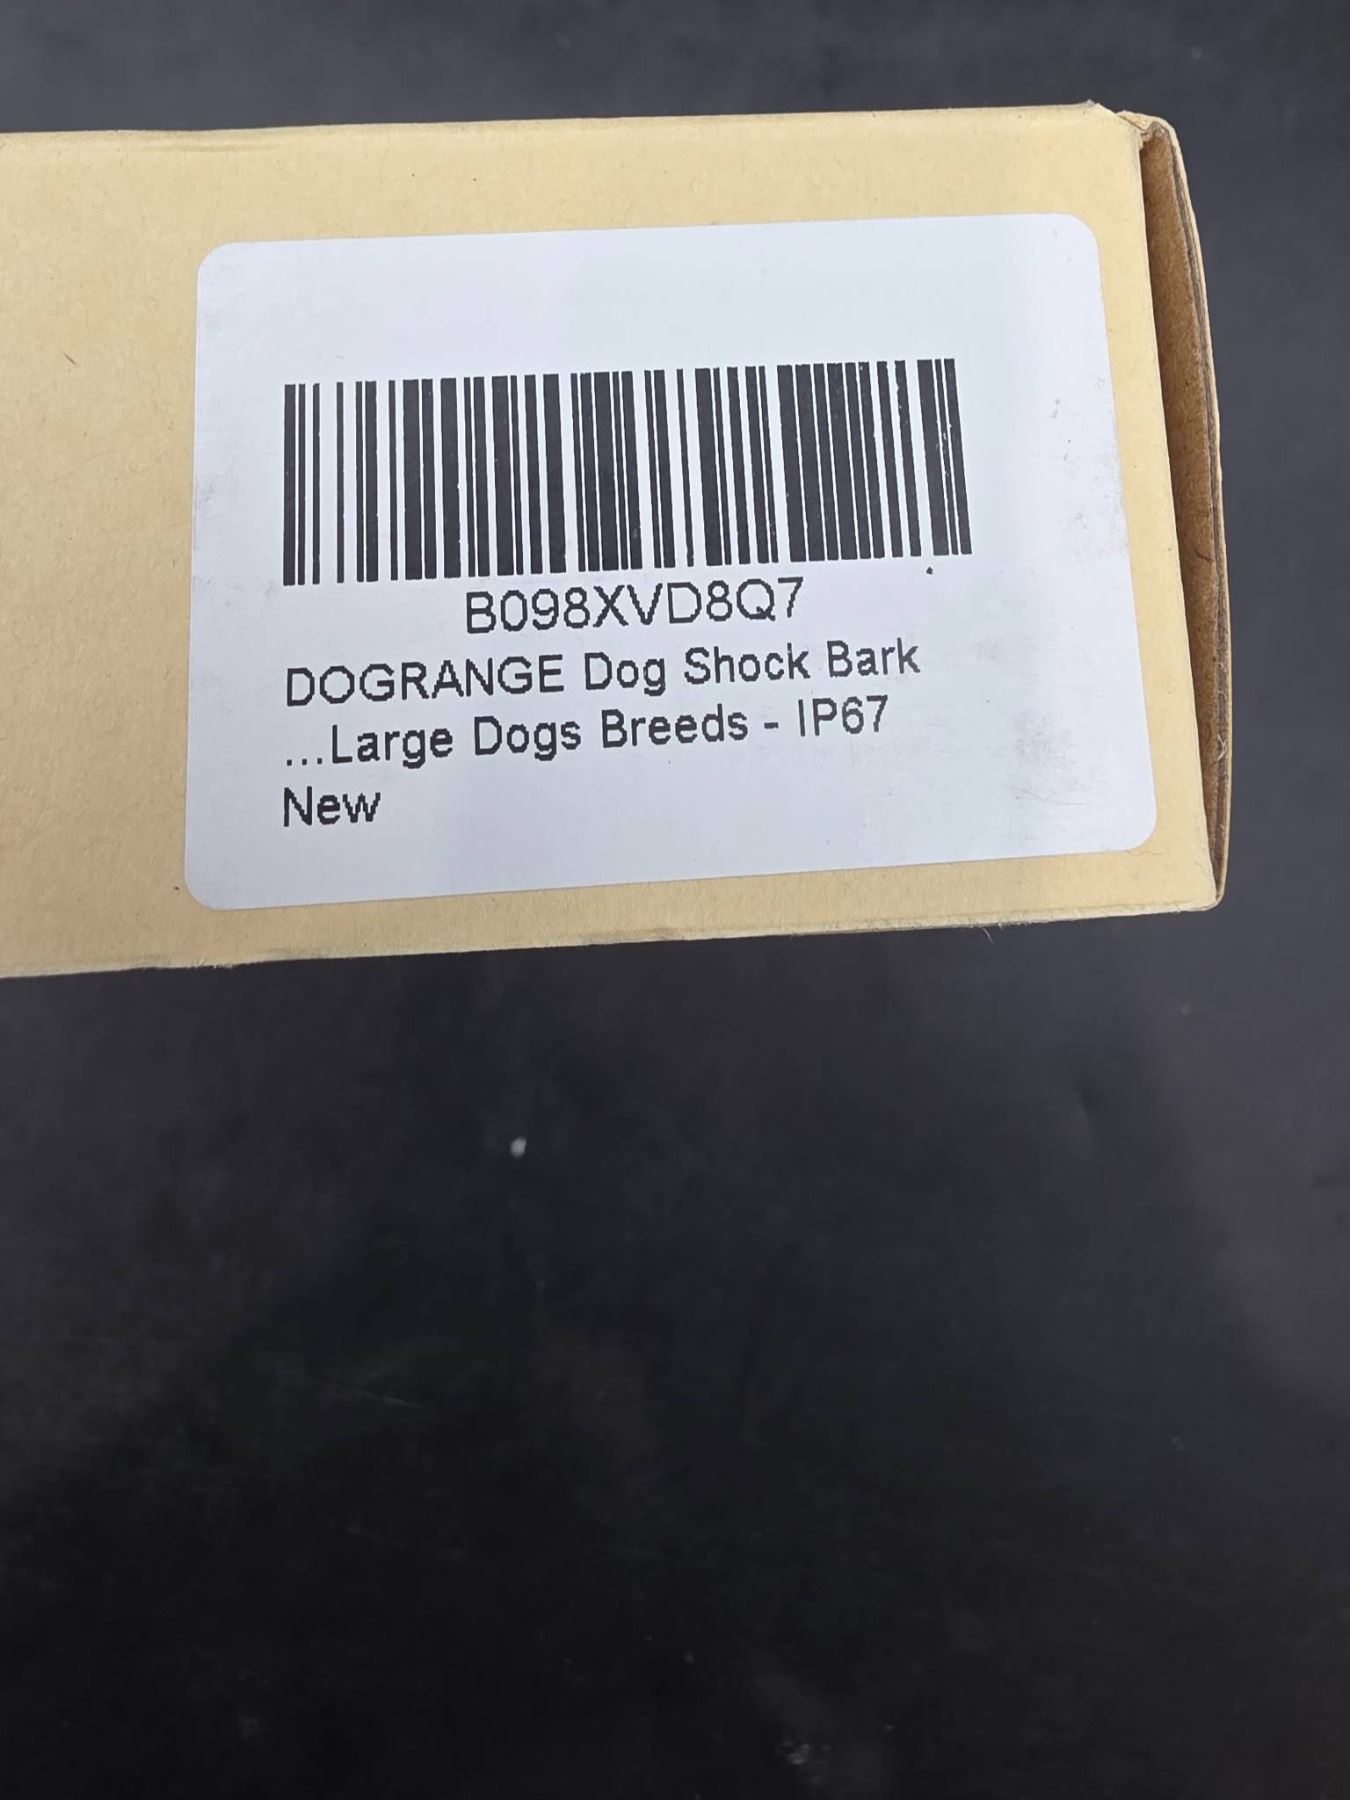 B098XVD8Q7
DOGRANGE Dog Shock Bark
...Large Dogs Breeds - IP67
New